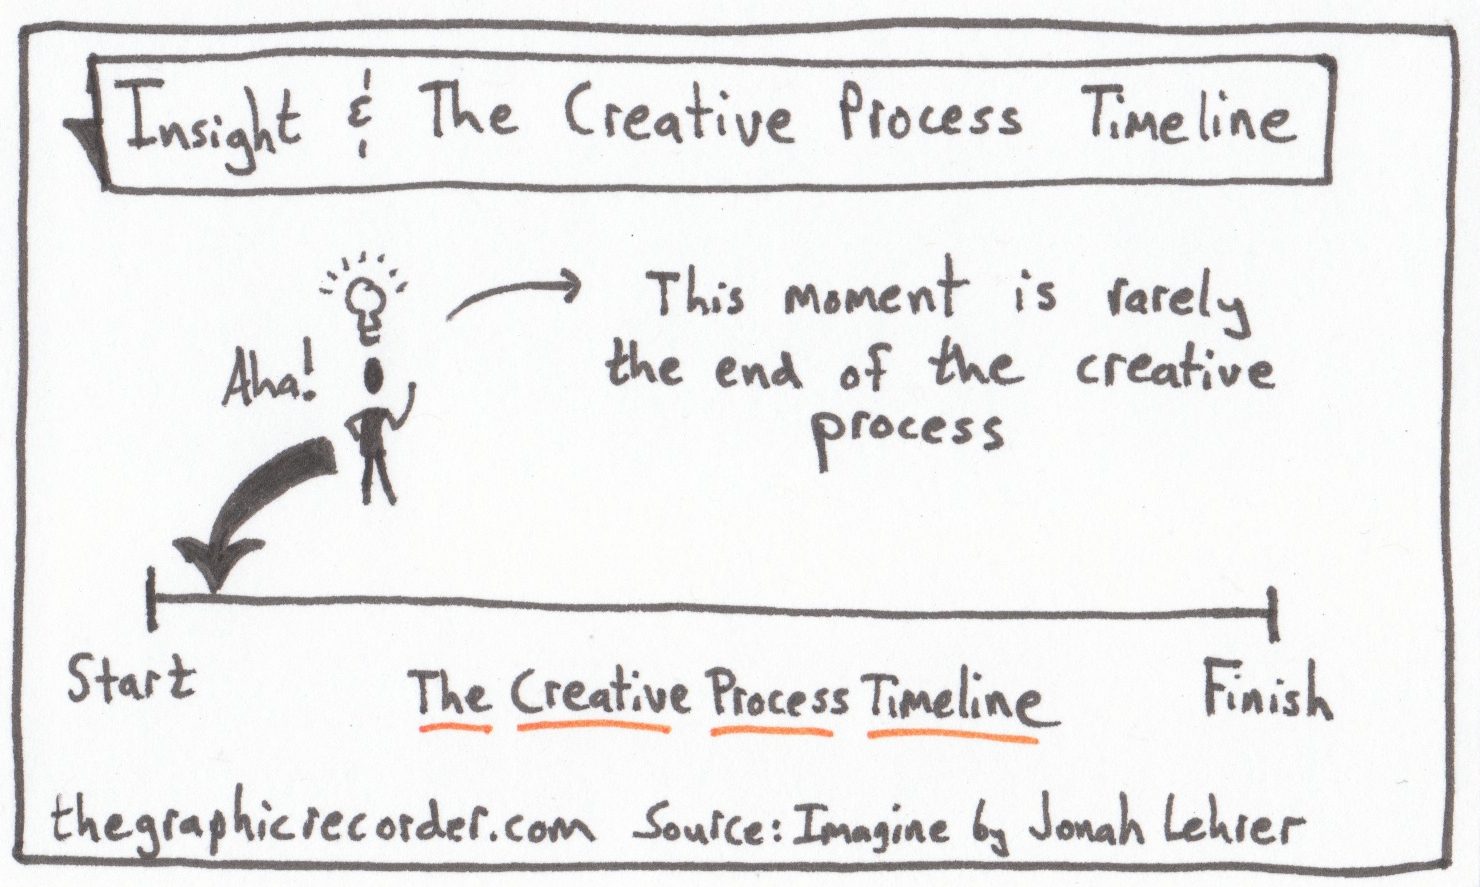 Insight & The Creative Process Timeline
Aha!
This moment is rarely
the end of the creative
process
Start
The Creative Process Timeline
Finish
thegraphicrecorder.com Source: Imagine by Jonah Lehrer